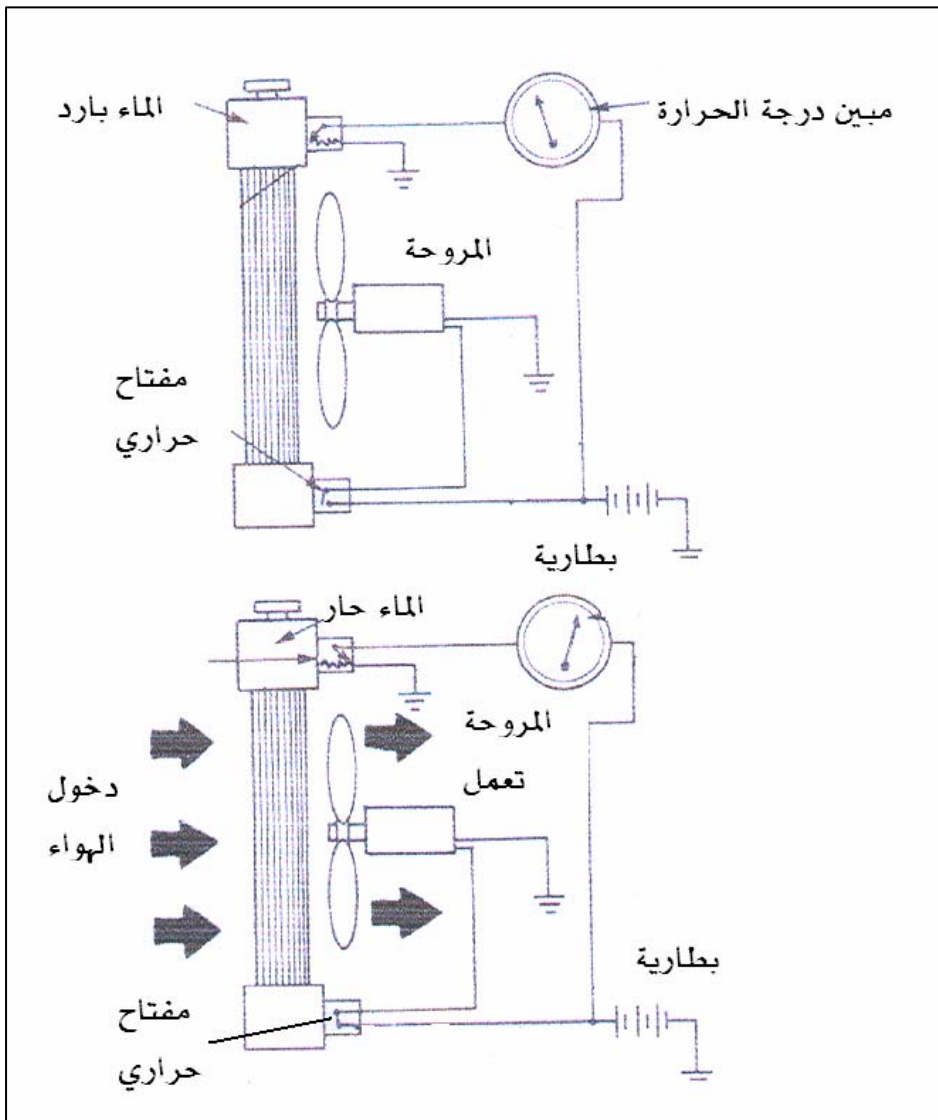 الماء بارد
مبين درجة الحرارة
المروحة
مفتاح
حراري
بطارية
الماء حار
المروحة
تعمل
دخول
الهواء
بطارية
مفتاح
حراري